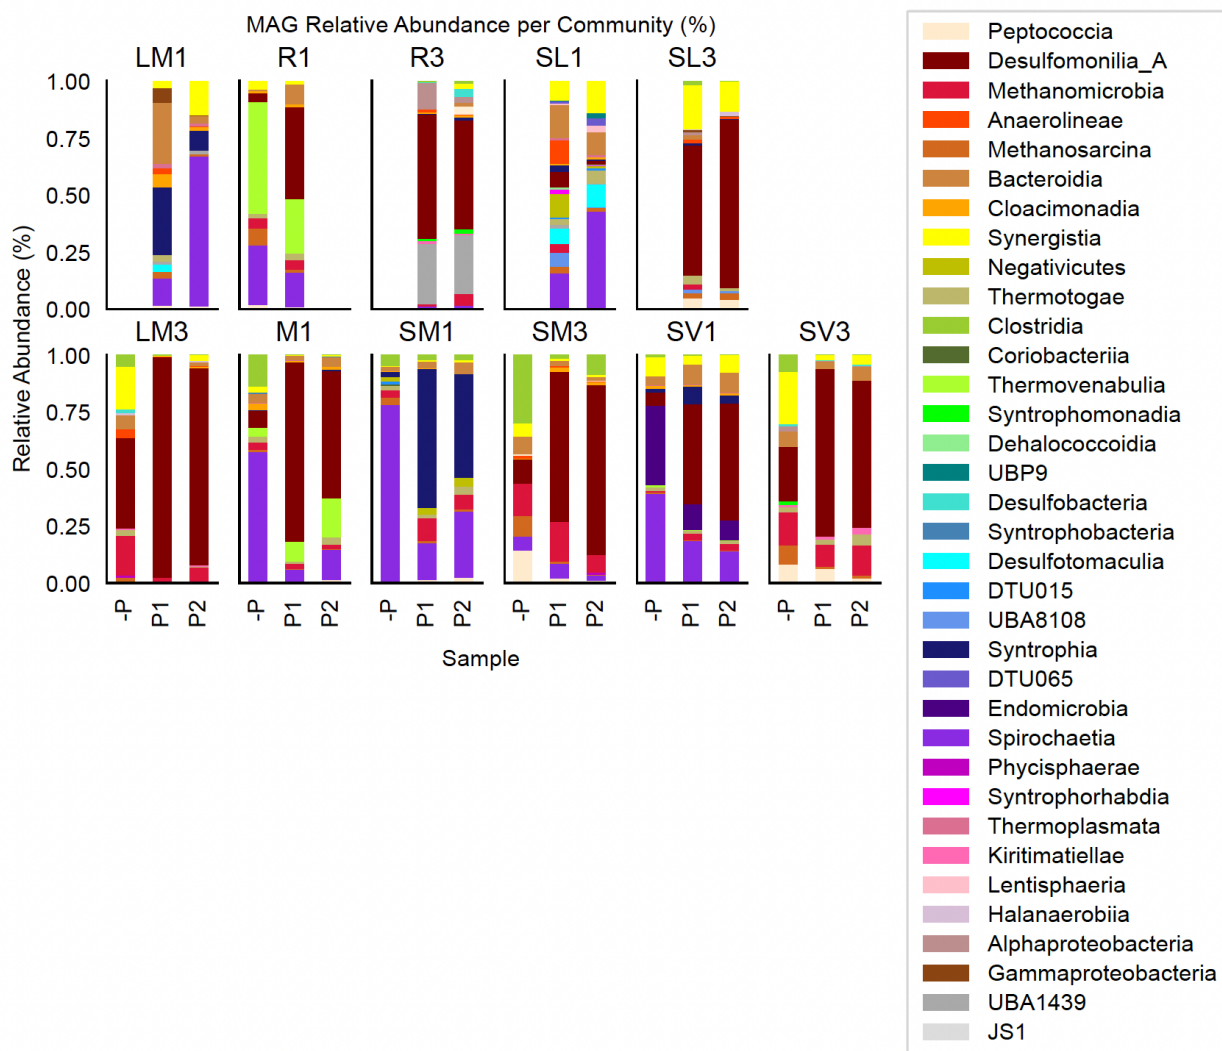 MAG Relative Abundance per Community (%)
LM1 R1 R3 SL1 SL3
1.00
0.75
0.50
0.25
0.00
Relative Abundance (%)
LM3 M1 SM1 SM3 SV1 SV3
1.00
0.75
0.50
0.25
0.00
-P P1 P2 -P P1 P2 -P P1 P2 -P P1 P2 -P P1 P2 -P P1 P2
Sample
Peptococcia
Desulfomonilia_A
Methanomicrobia
Anaerolineae
Methanosarcina
Bacteroidia
Cloacimonadia
Synergistia
Negativicutes
Thermotogae
Clostridia
Coriobacteriia
Thermovenabulia
Syntrophomonadia
Dehalococcoidia
UBP9
Desulfobacteria
Syntrophobacteria
Desulfotomaculia
DTU015
UBA8108
Syntrophia
DTU065
Endomicrobia
Spirochaetia
Phycisphaerae
Syntrophorhabdia
Thermoplasmata
Kiritimatiellae
Lentisphaeria
Halanaerobiia
Alphaproteobacteria
Gammaproteobacteria
UBA1439
JS1